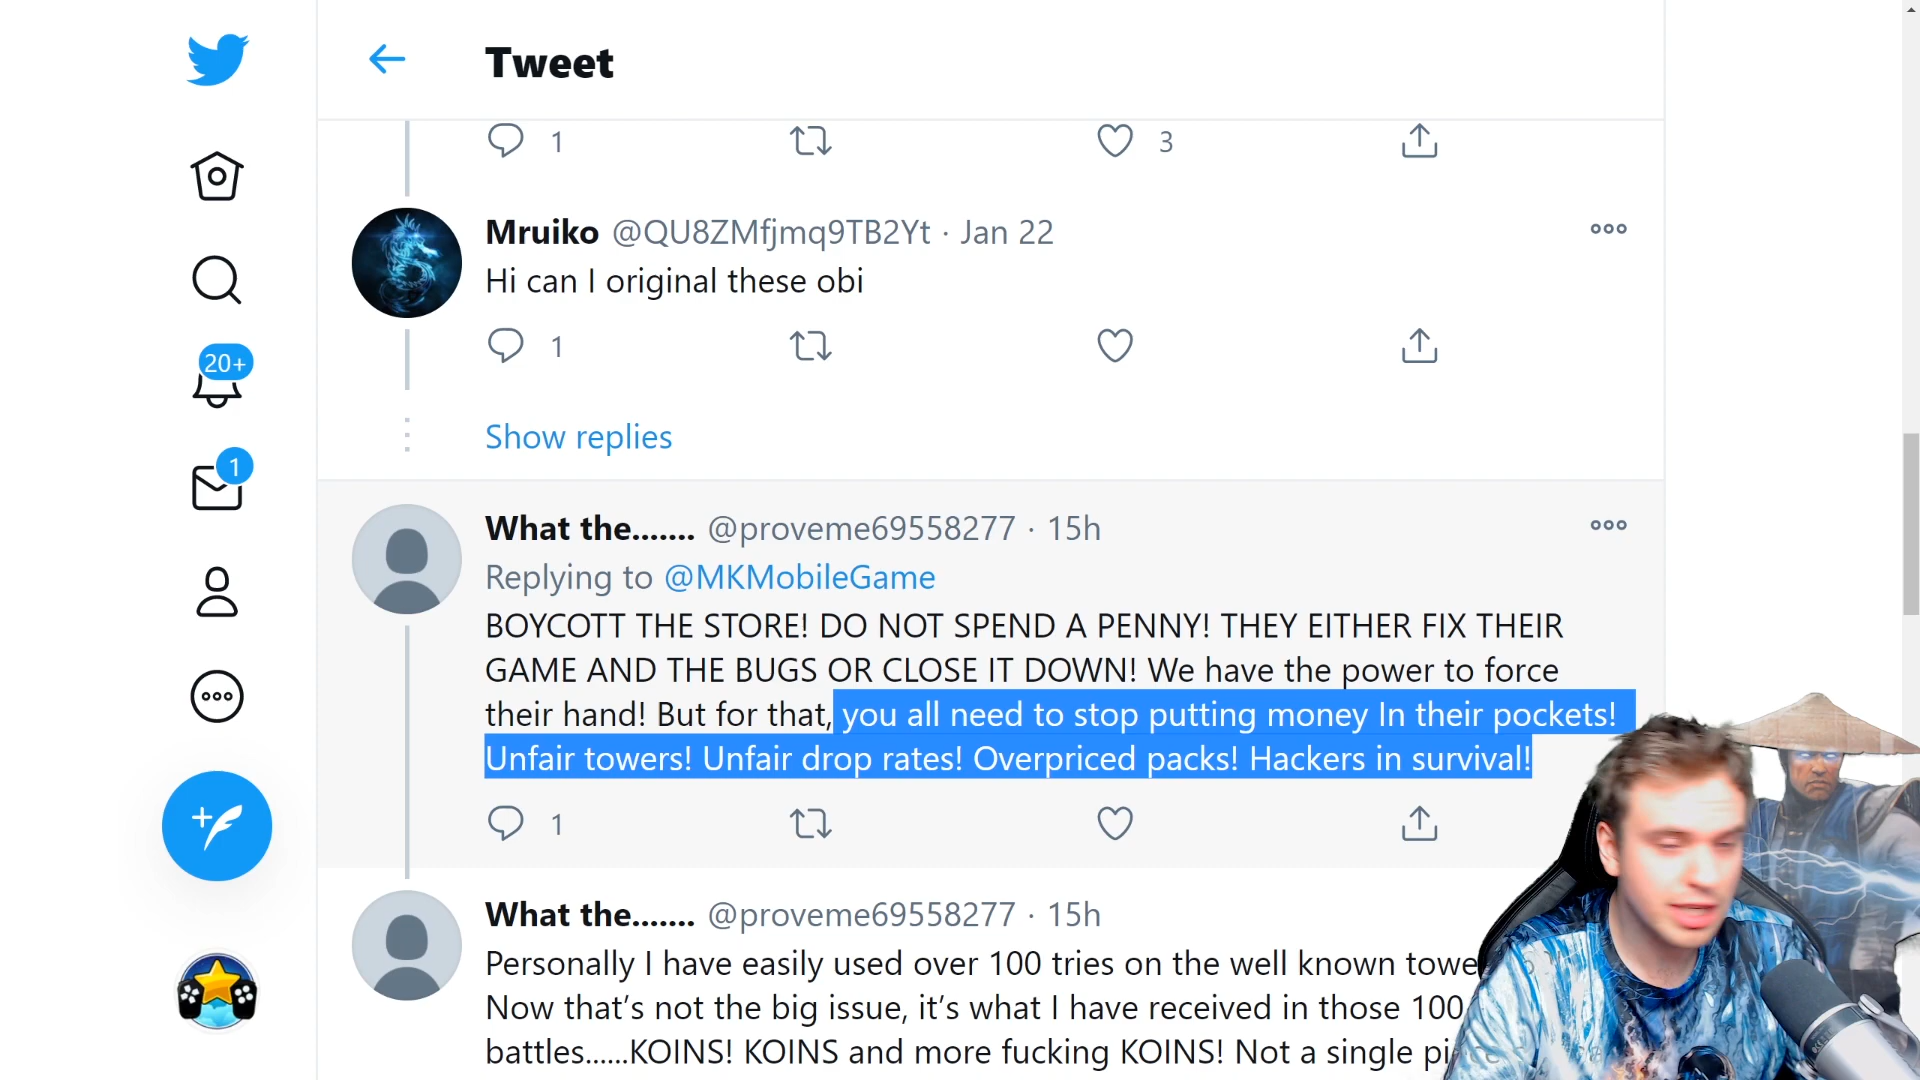 Tweet
1
3
Mruiko @QU8ZMfjmq9TB2Yt · Jan 22
Hi can I original these obi
20+
1
Show replies
1
What the....... @proveme69558277 · 15h
Replying to @MKMobileGame
BOYCOTT THE STORE! DO NOT SPEND A PENNY! THEY EITHER FIX THEIR
GAME AND THE BUGS OR CLOSE IT DOWN! We have the power to force
their hand! But for that, you all need to stop putting money In their pockets!
Unfair towers! Unfair drop rates! Overpriced packs! Hackers in survival!
1
What the....... @proveme69558277 · 15h
Personally I have easily used over 100 tries on the well known
Now that’s not the big issue, it’s what I have received in those 100
battles......KOINS! KOINS and more fucking KOINS! Not a single